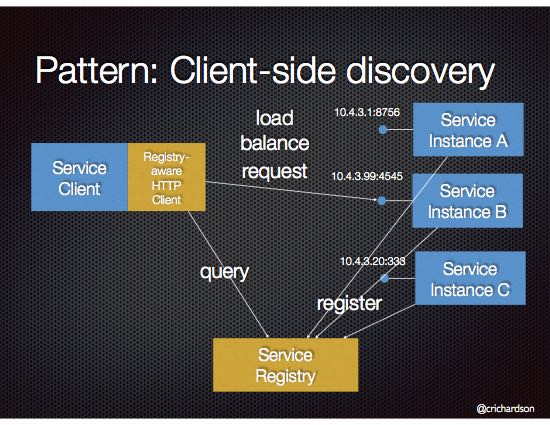 Pattern: Client-side discovery
load
balance
request
10.4.3.1:8756
Service
Instance A
Service
Client
Registry-
aware
HTTP
Client
10.4.3.99:4545
Service
Instance B
query
10.4.3.20:333
Service
Instance C
register
Service
Registry
@crichardson